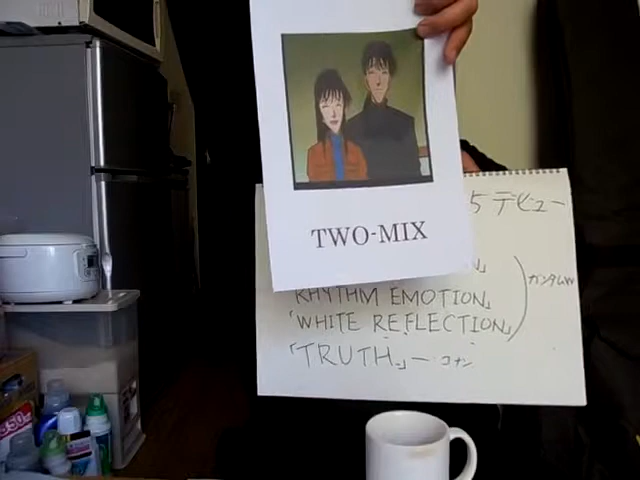 TWO-MIX
5 デビュー
RHYTHM EMOTION」
「WHITE REFLECTION」
ガンダムW
「TRUTH」― コナン
350